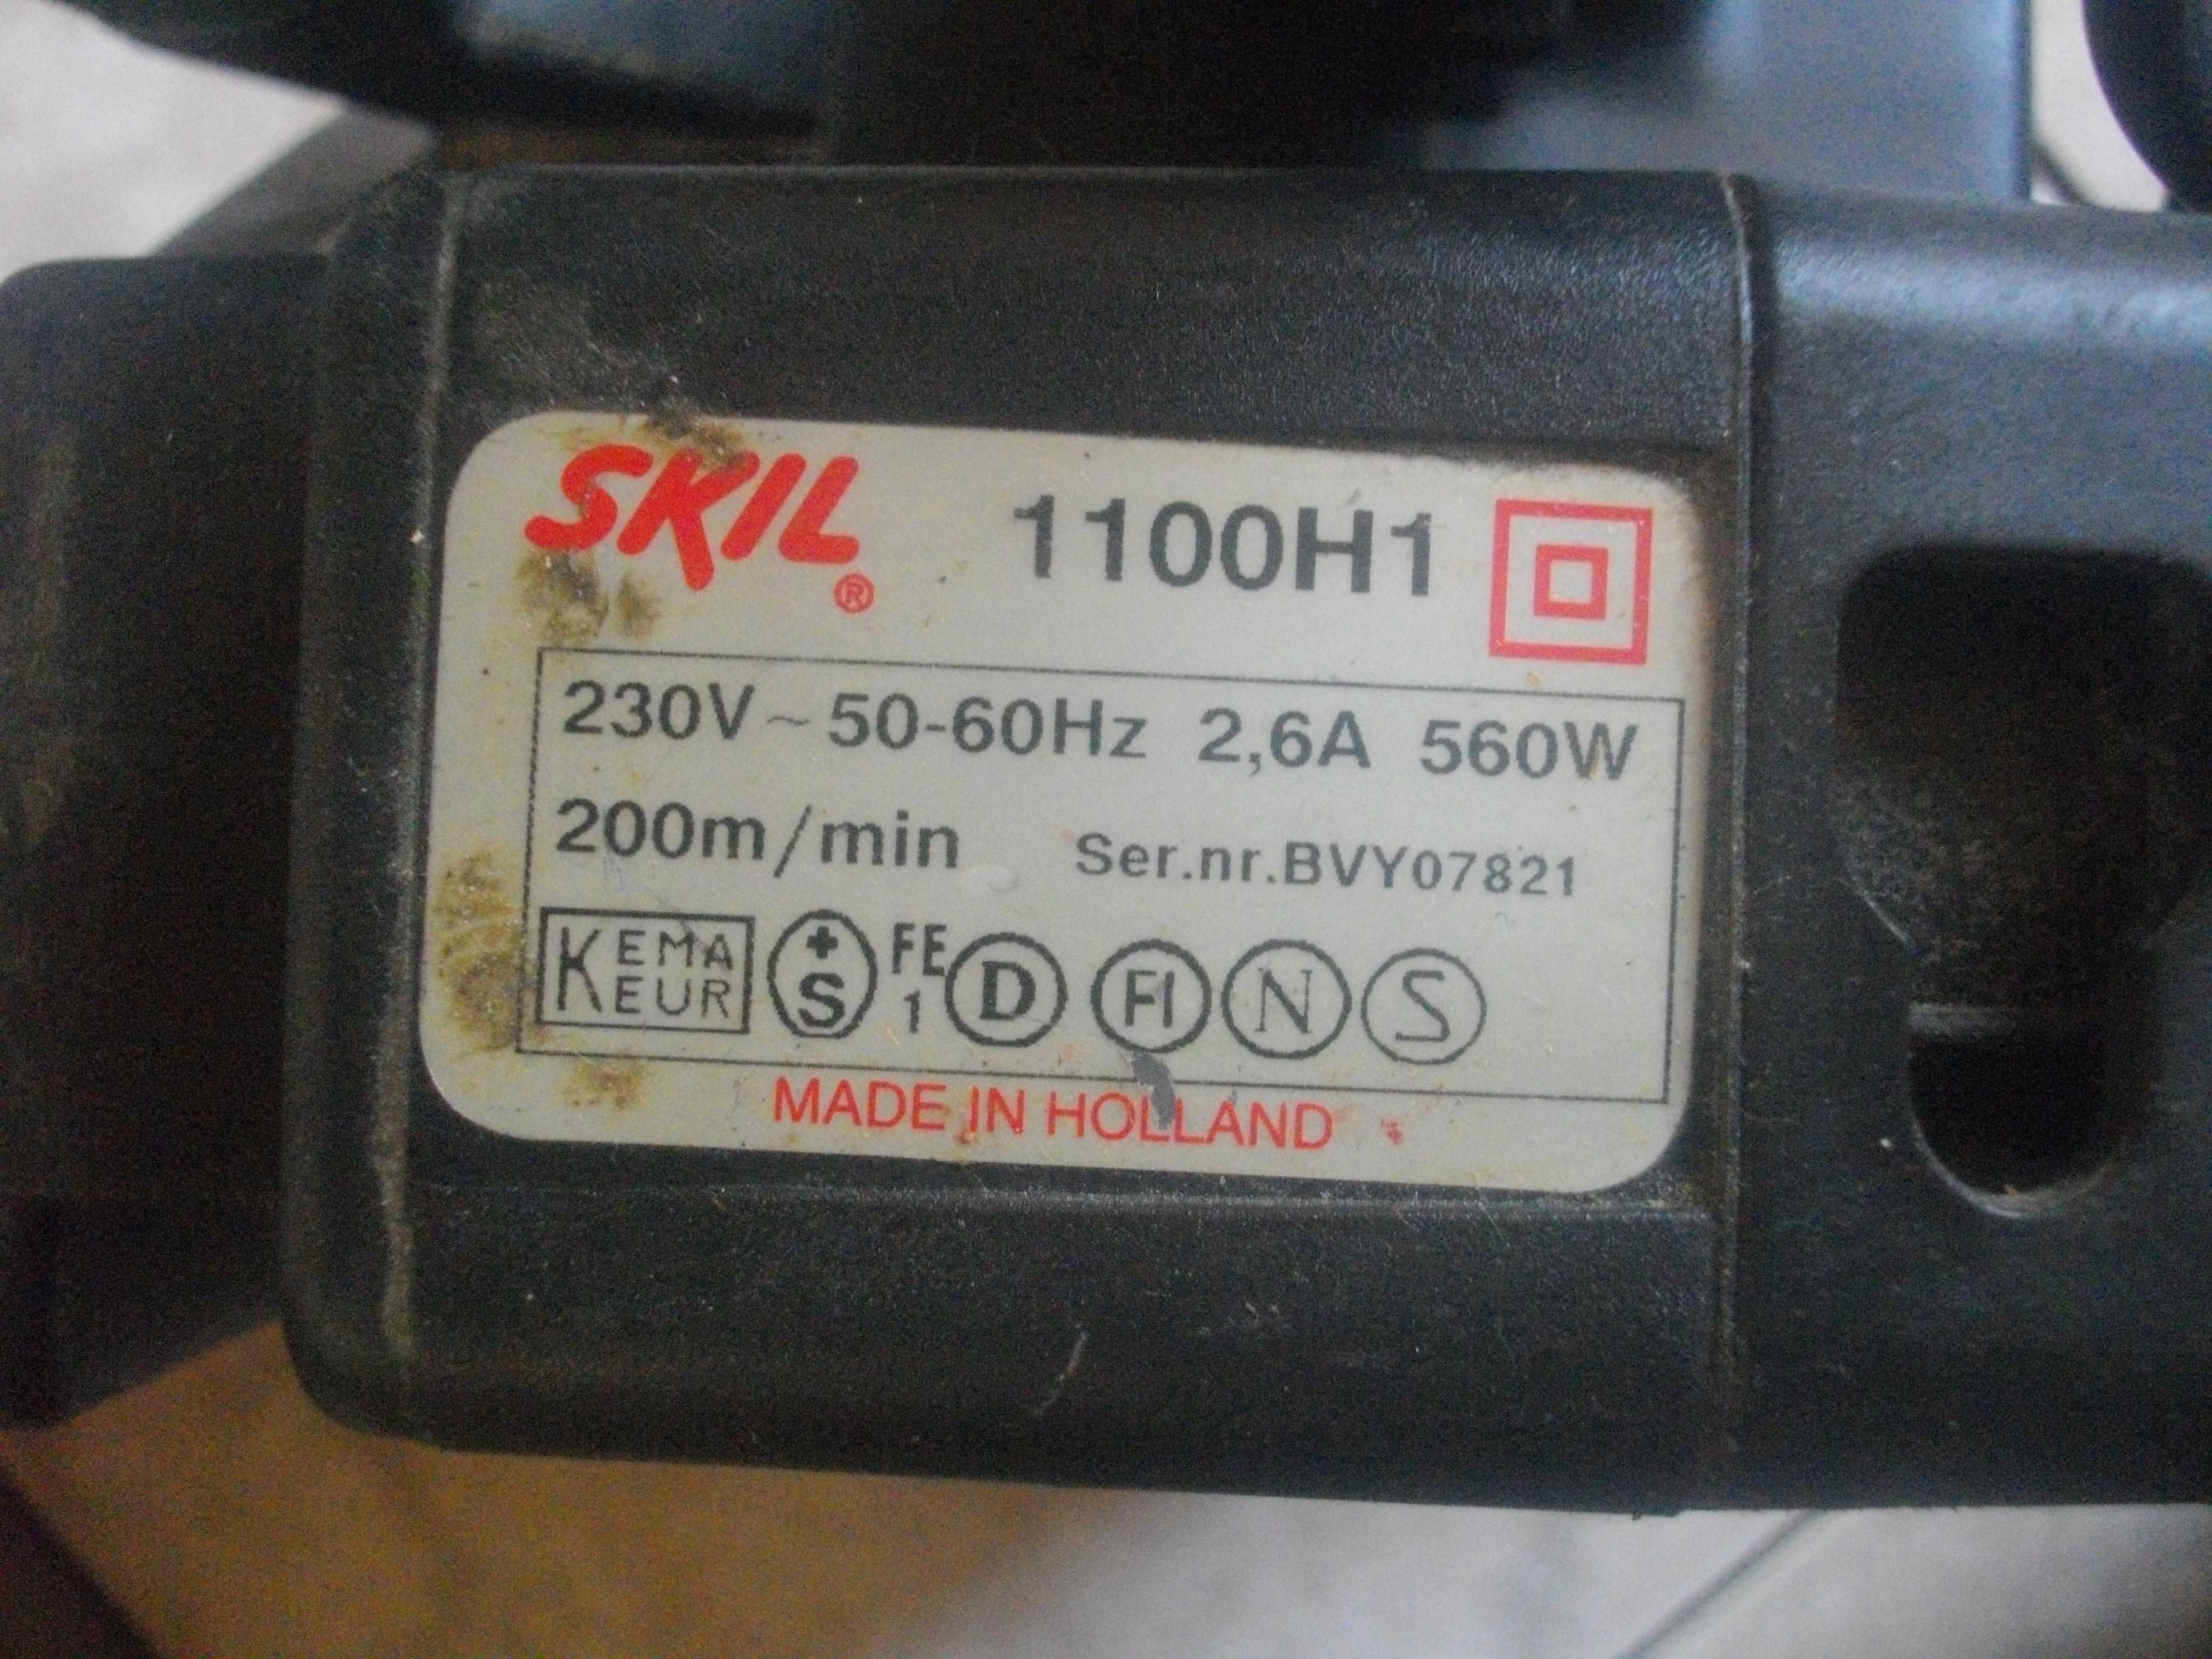 SKIL® 1100H1
230V~50-60Hz 2,6A 560W
200m/min Ser.nr.BVY07821
KEMA KEUR +S FE 1 D FI N S
MADE IN HOLLAND